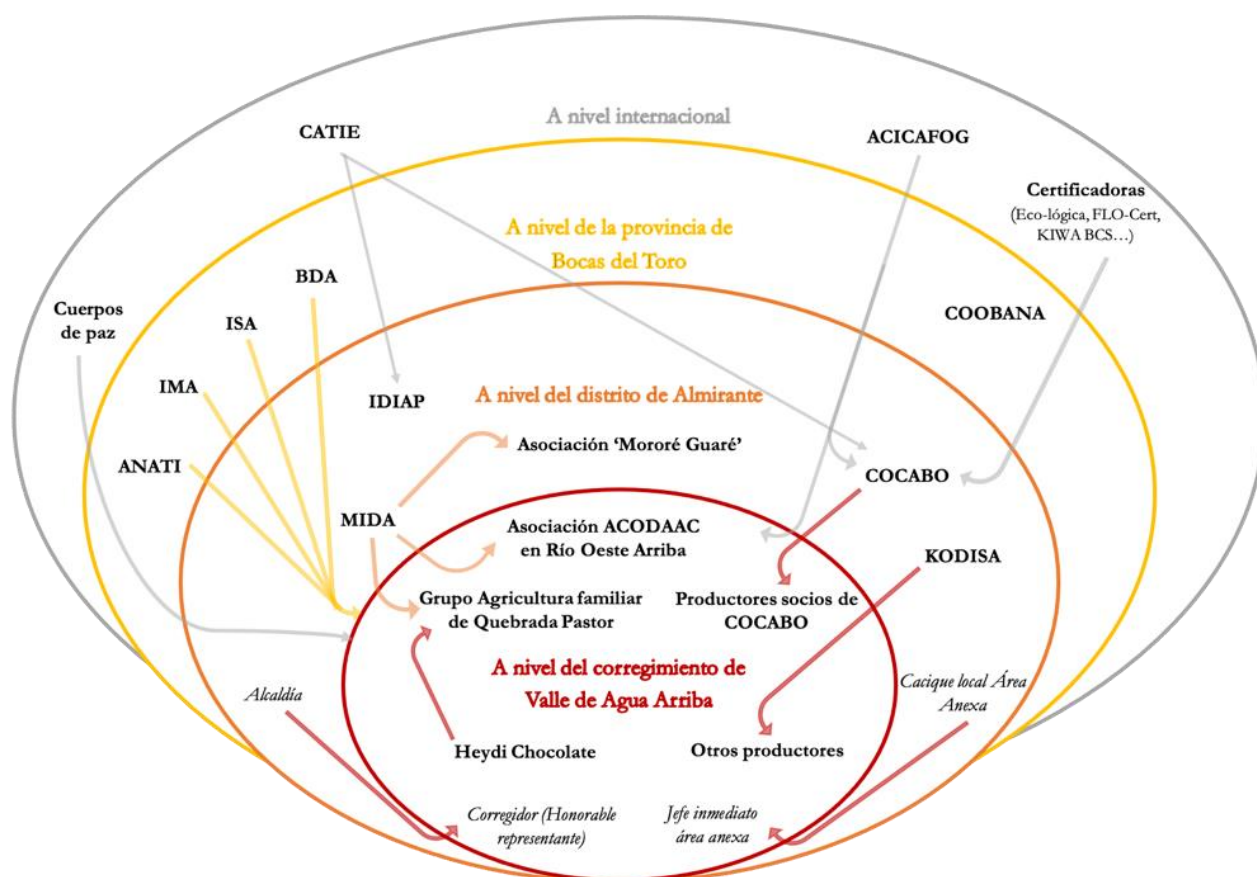 A nivel internacional
CATIE
ACICAFOG
Certificadoras
(Eco-lógica, FLO-Cert,
KIWA BCS…)
A nivel de la provincia de
Bocas del Toro
BDA
Cuerpos
de paz
ISA
COOBANA
IMA
IDIAP
A nivel del distrito de Almirante
Asociación ‘Mororé Guaré’
ANATI
COCABO
MIDA
Asociación ACODAAC
en Río Oeste Arriba
KODISA
Grupo Agricultura familiar
de Quebrada Pastor
Productores socios de
COCABO
A nivel del corregimiento de
Valle de Agua Arriba
Alcaldía
Cacique local Área
Anexa
Heydi Chocolate
Otros productores
Corregidor (Honorable
representante)
Jefe inmediato
área anexa